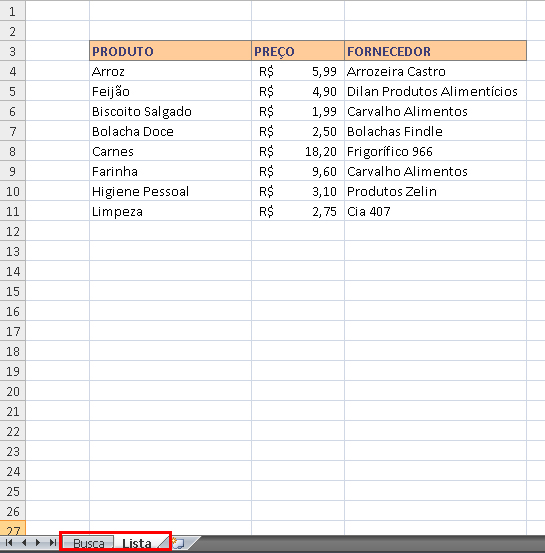 1
2
3 PRODUTO PREÇO FORNECEDOR
4 Arroz R$ 5,99 Arrozeira Castro
5 Feijão R$ 4,90 Dilan Produtos Alimentícios
6 Biscoito Salgado R$ 1,99 Carvalho Alimentos
7 Bolacha Doce R$ 2,50 Bolachas Findle
8 Carnes R$ 18,20 Frigorífico 966
9 Farinha R$ 9,60 Carvalho Alimentos
10 Higiene Pessoal R$ 3,10 Produtos Zelin
11 Limpeza R$ 2,75 Cia 407
12
13
14
15
16
17
18
19
20
21
22
23
24
25
26
27
Busca Lista